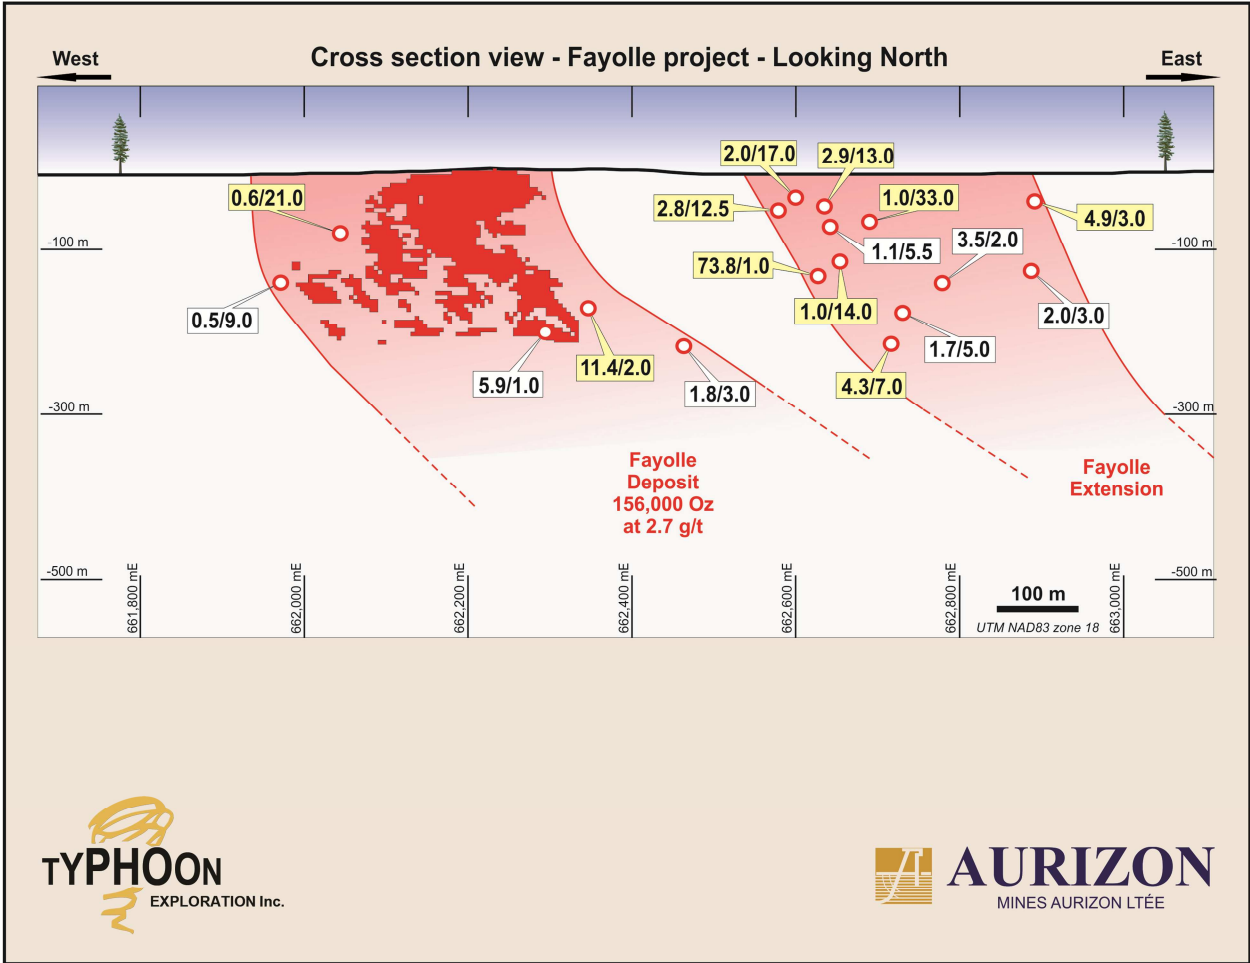 Cross section view - Fayolle project - Looking North
West
East
2.0/17.0
2.9/13.0
0.6/21.0
2.8/12.5
1.0/33.0
4.9/3.0
-100 m
1.1/5.5
3.5/2.0
-100 m
73.8/1.0
0.5/9.0
1.0/14.0
2.0/3.0
1.7/5.0
5.9/1.0
11.4/2.0
1.8/3.0
4.3/7.0
-300 m
-300 m
Fayolle
Deposit
156,000 Oz
at 2.7 g/t
Fayolle
Extension
-500 m
-500 m
661,800 mE
662,000 mE
662,200 mE
662,400 mE
662,600 mE
662,800 mE
663,000 mE
100 m
UTM NAD83 zone 18
TYPHOON
EXPLORATION Inc.
AURIZON
MINES AURIZON LTÉE